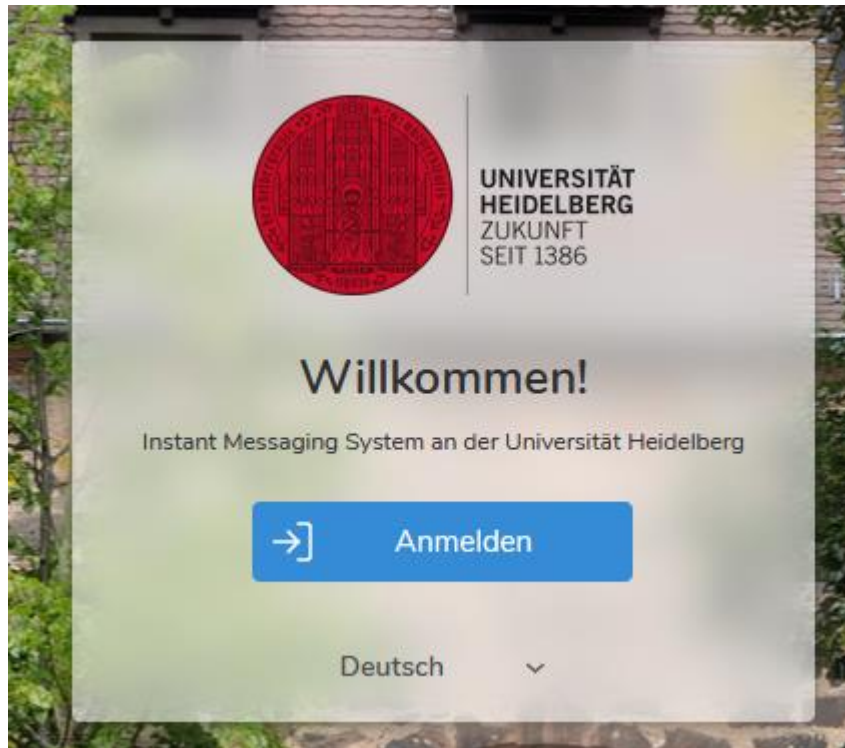 UNIVERSITÄT
HEIDELBERG
ZUKUNFT
SEIT 1386
Willkommen!
Instant Messaging System an der Universität Heidelberg
Anmelden
Deutsch